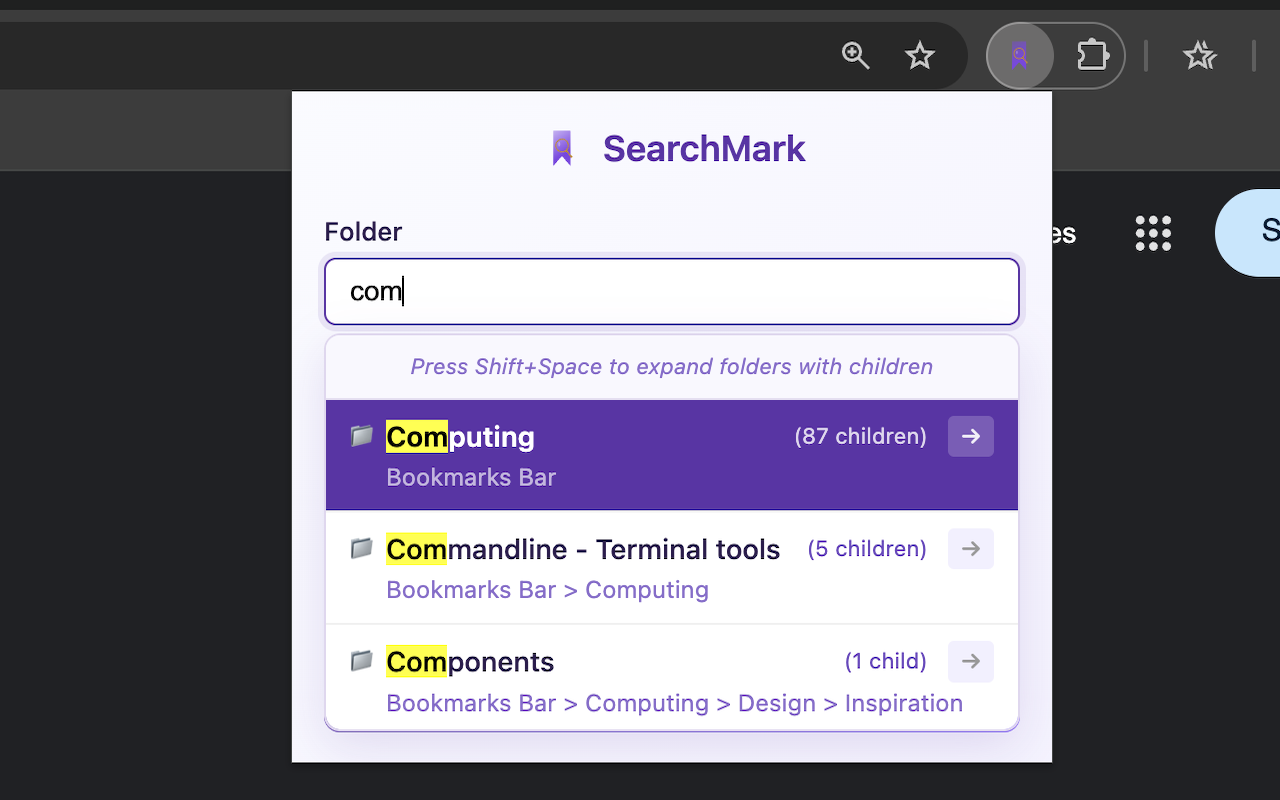 SearchMark
es
S
Folder
com
Press Shift+Space to expand folders with children
Computing (87 children)
Bookmarks Bar
Commandline - Terminal tools (5 children)
Bookmarks Bar > Computing
Components (1 child)
Bookmarks Bar > Computing > Design > Inspiration